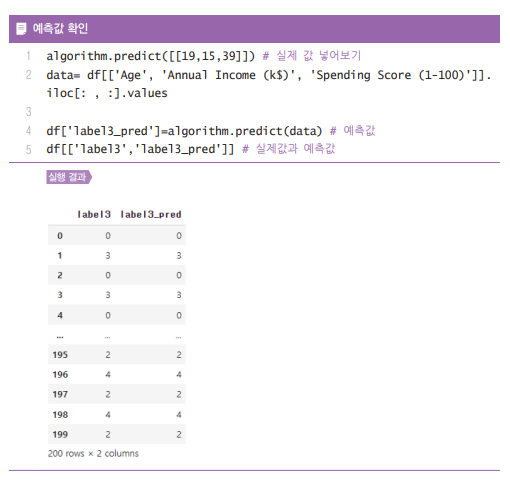 예측값 확인
1 algorithm.predict([[19,15,39]]) # 실제 값 넣어보기
2 data= df[['Age', 'Annual Income (k$)', 'Spending Score (1-100)']].
iloc[: , :].values
3
4 df['label3_pred']=algorithm.predict(data) # 예측값
5 df[['label3','label3_pred']] # 실제값과 예측값
실행 결과
label3 label3_pred
0 0 0
1 3 3
2 0 0
3 3 3
4 0 0
... ... ...
195 2 2
196 4 4
197 2 2
198 4 4
199 2 2
200 rows × 2 columns